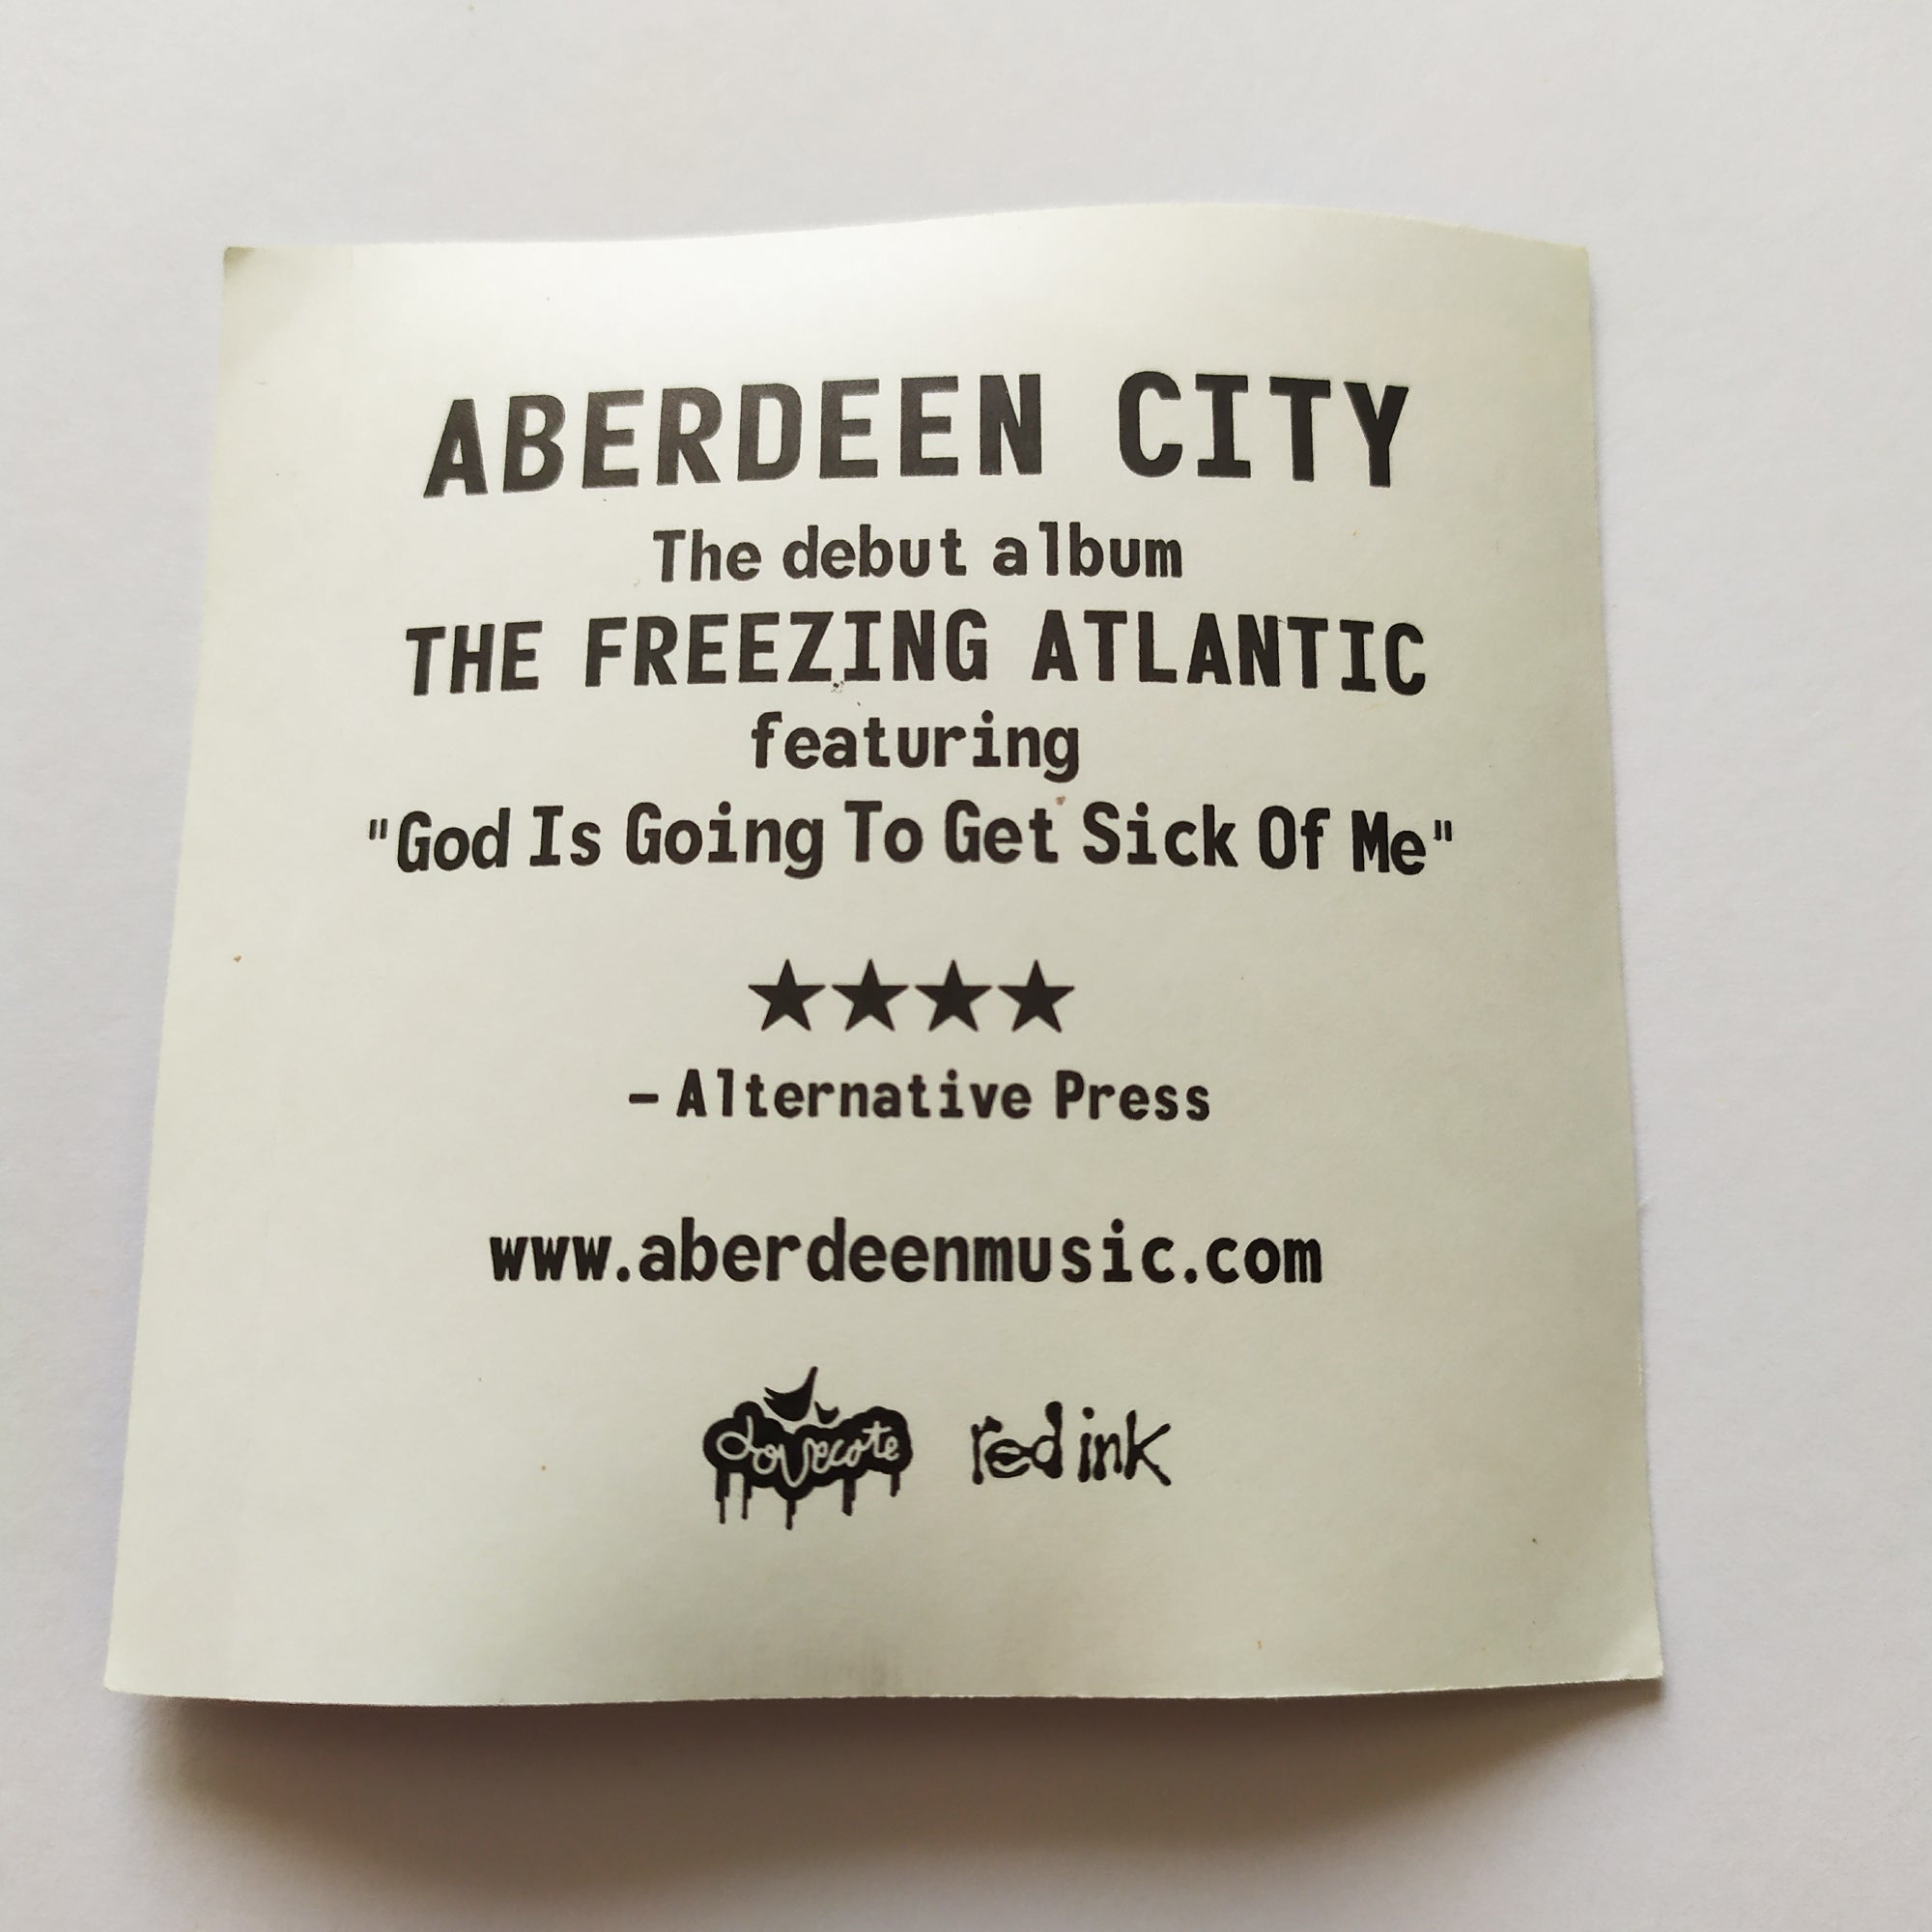 ABERDEEN CITY
The debut album
THE FREEZING ATLANTIC
featuring
"God Is Going To Get Sick Of Me"
★★★★
– Alternative Press
www.aberdeenmusic.com
dovecote red ink